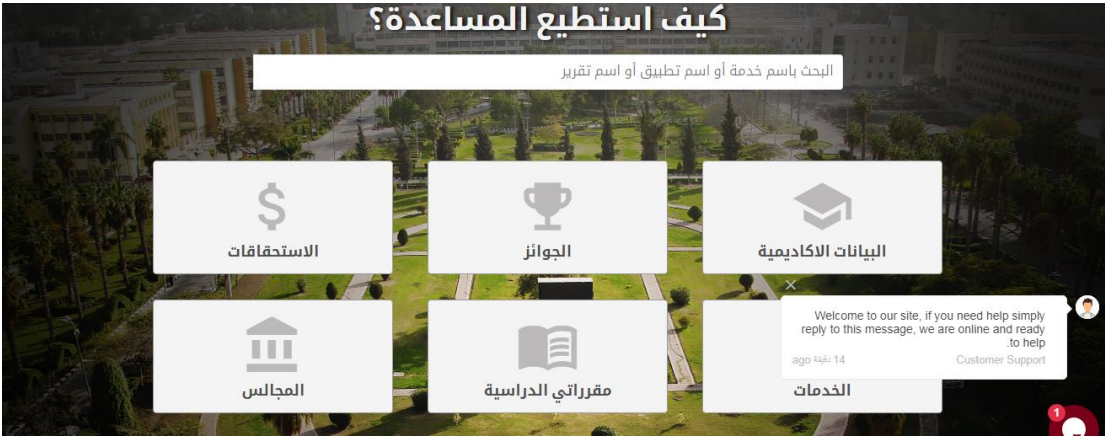 كيف استطيع المساعدة؟
البحث باسم خدمة أو اسم تطبيق أو اسم تقرير
البيانات الاكاديمية
الجوائز
الاستحقاقات
الخدمات
مقرراتي الدراسية
المجالس
Welcome to our site, if you need help simply
reply to this message, we are online and ready
.to help
ago دقيقة 14
Customer Support
1